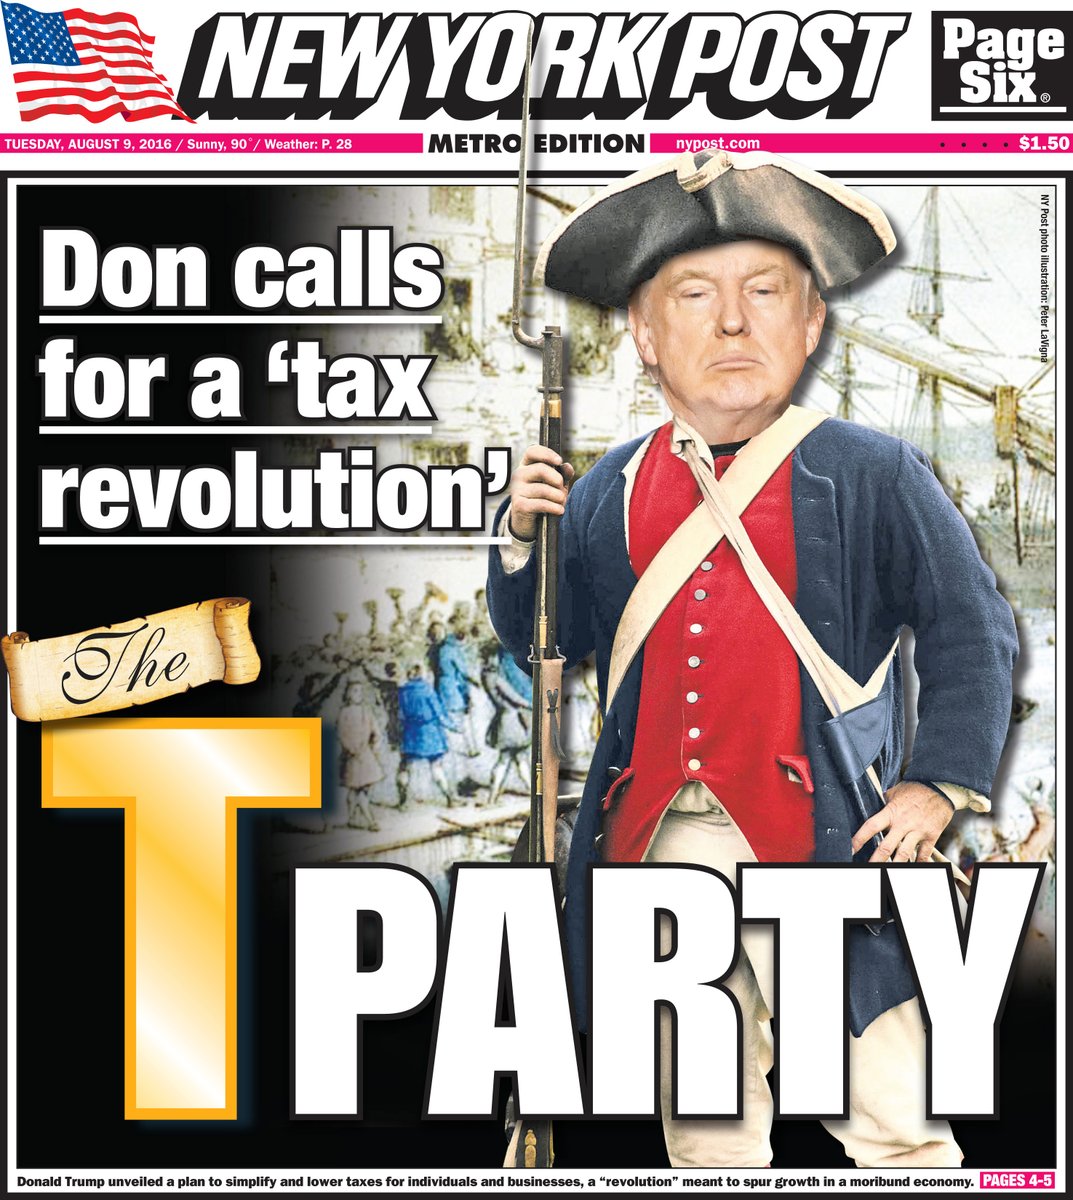 NEW YORK POST
Page
Six®
TUESDAY, AUGUST 9, 2016 / Sunny, 90° / Weather: P. 28
METRO EDITION
nypost.com
$1.50
Don calls
for a ‘tax
revolution’
NY Post photo illustration: Peter LaVigna
The
T PARTY
Donald Trump unveiled a plan to simplify and lower taxes for individuals and businesses, a “revolution” meant to spur growth in a moribund economy. PAGES 4-5